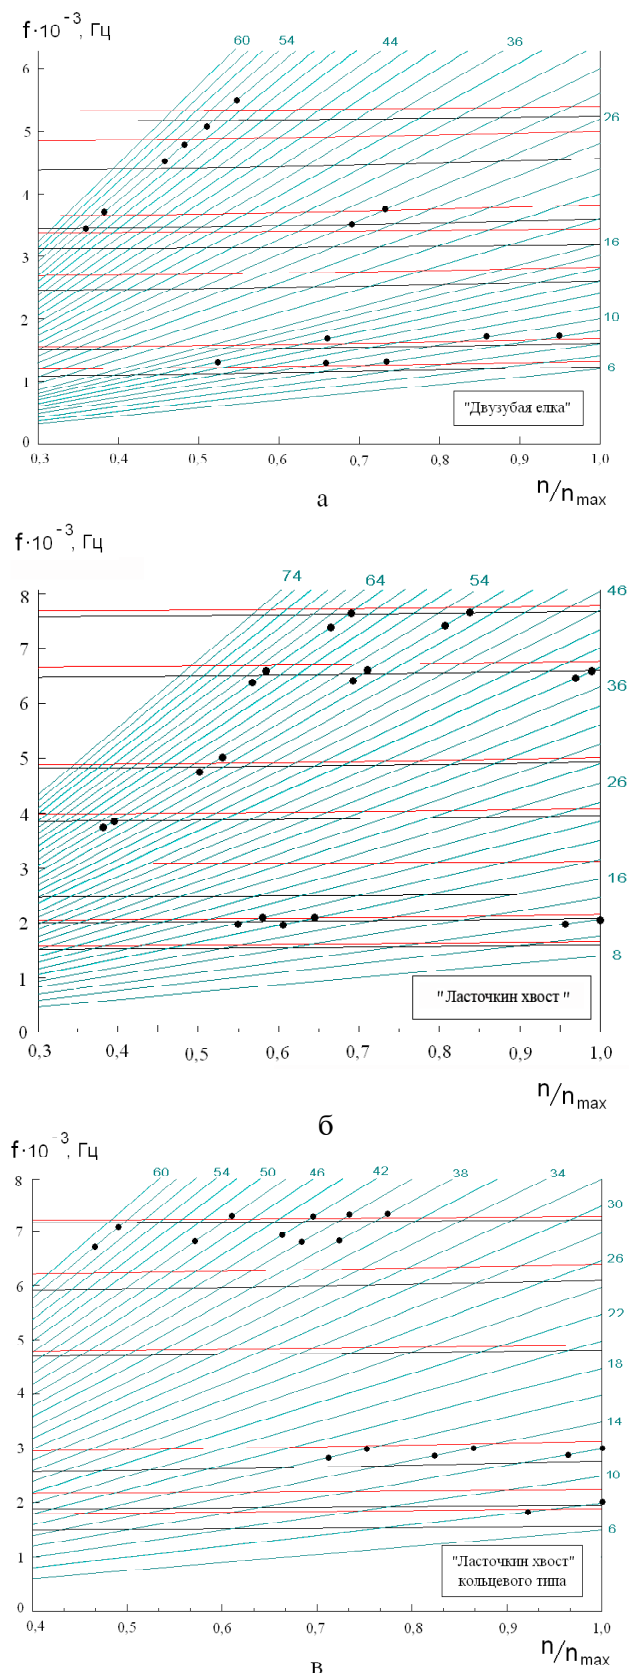 f·10⁻³, Гц
60 54 44 36
6
5
4
3
2
1
0
26
16
10
6
"Двузубая елка"
0,3 0,4 0,5 0,6 0,7 0,8 0,9 1,0
n/nmax
а
f·10⁻³, Гц
74 64 54 46
8
7
6
5
4
3
2
1
0
36
26
16
8
"Ласточкин хвост "
0,3 0,4 0,5 0,6 0,7 0,8 0,9 1,0
n/nmax
б
f·10⁻³, Гц
60 54 50 46 42 38 34
8
7
6
5
4
3
2
1
0
30
26
22
18
14
10
6
"Ласточкин хвост"
кольцевого типа
0,4 0,5 0,6 0,7 0,8 0,9 1,0
n/nmax
в